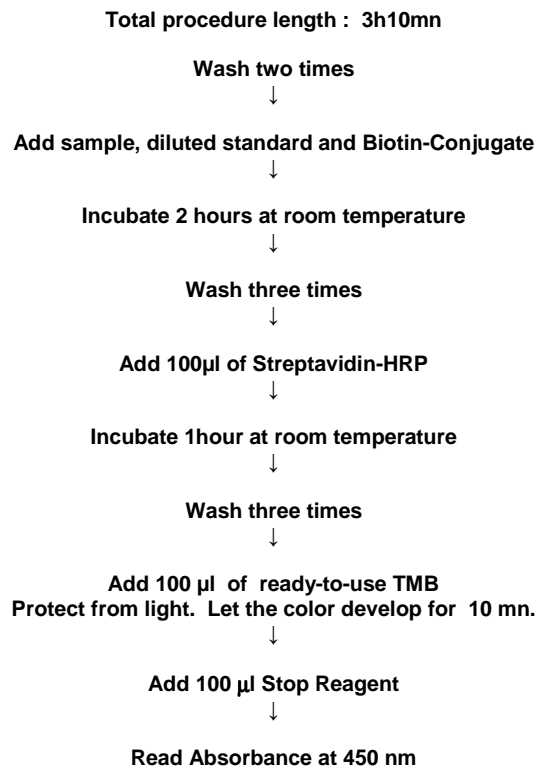 Total procedure length : 3h10mn
Wash two times
↓
Add sample, diluted standard and Biotin-Conjugate
↓
Incubate 2 hours at room temperature
↓
Wash three times
↓
Add 100µl of Streptavidin-HRP
↓
Incubate 1hour at room temperature
↓
Wash three times
↓
Add 100 µl of ready-to-use TMB
Protect from light. Let the color develop for 10 mn.
↓
Add 100 µl Stop Reagent
↓
Read Absorbance at 450 nm